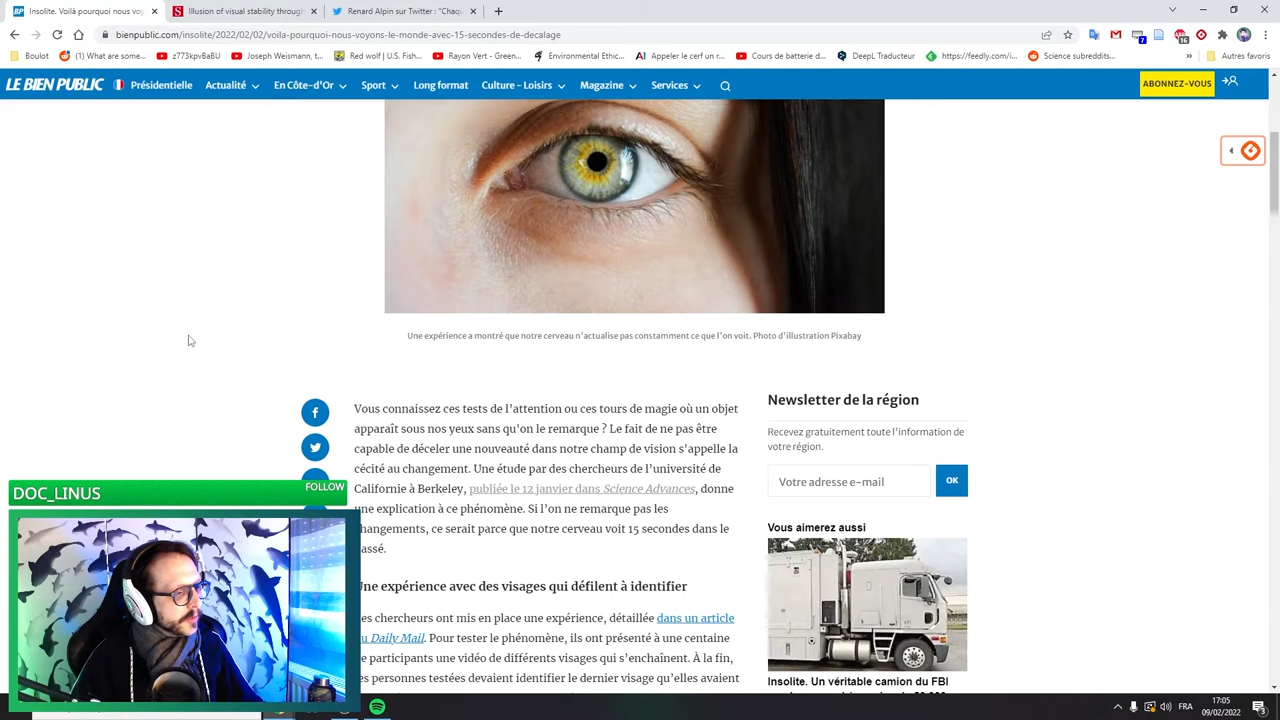 Insolite. Voilà pourquoi nous voy
Illusion of visual stability through
Renard Alpin sur Twitter : "Chaqu
bienpublic.com/insolite/2022/02/02/voila-pourquoi-nous-voyons-le-monde-avec-15-secondes-de-decalage
Boulot
(1) What are some...
z773kpvBaBU
Joseph Weismann, t...
Red wolf | U.S. Fish...
Rayon Vert - Green...
Environmental Ethic...
Appeler le cerf un r...
Cours de batterie d...
DeepL Traducteur
https://feedly.com/i...
Science subreddits...
»
Autres favoris
LE BIEN PUBLIC
Présidentielle
Actualité
En Côte-d'Or
Sport
Long format
Culture - Loisirs
Magazine
Services
ABONNEZ-VOUS
Une expérience a montré que notre cerveau n'actualise pas constamment ce que l'on voit. Photo d'illustration Pixabay
Vous connaissez ces tests de l'attention ou ces tours de magie où un objet
apparaît sous nos yeux sans qu'on le remarque ? Le fait de ne pas être
capable de déceler une nouveauté dans notre champ de vision s'appelle la
cécité au changement. Une étude par des chercheurs de l'université de
Californie à Berkeley, publiée le 12 janvier dans Science Advances, donne
une explication à ce phénomène. Si l'on ne remarque pas les
changements, ce serait parce que notre cerveau voit 15 secondes dans le
assé.
Une expérience avec des visages qui défilent à identifier
es chercheurs ont mis en place une expérience, détaillée dans un article
u Daily Mail. Pour tester le phénomène, ils ont présenté à une centaine
e participants une vidéo de différents visages qui s'enchaînent. À la fin,
es personnes testées devaient identifier le dernier visage qu'elles avaient
Newsletter de la région
Recevez gratuitement toute l'information de
votre région.
Votre adresse e-mail
OK
Vous aimerez aussi
Insolite. Un véritable camion du FBI
DOC_LINUS
FOLLOW
FRA
17:05
09/02/2022